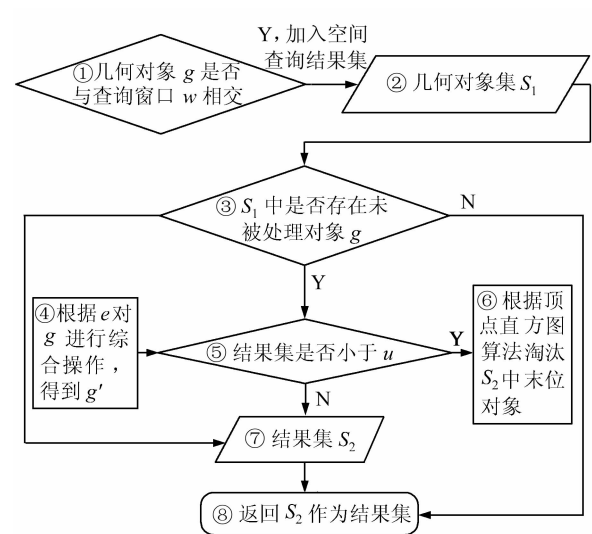 Y，加入空间
查询结果集
①几何对象 g 是否
与查询窗口 w 相交
② 几何对象集 S₁
③ S₁ 中是否存在未
被处理对象 g
N
Y
④根据 e 对
g 进行综
合操作，
得到 g′
⑤ 结果集是否小于 u
Y
⑥ 根据顶
点直方图
算法淘汰
S₂中末位
对象
N
⑦ 结果集 S₂
⑧ 返回 S₂ 作为结果集